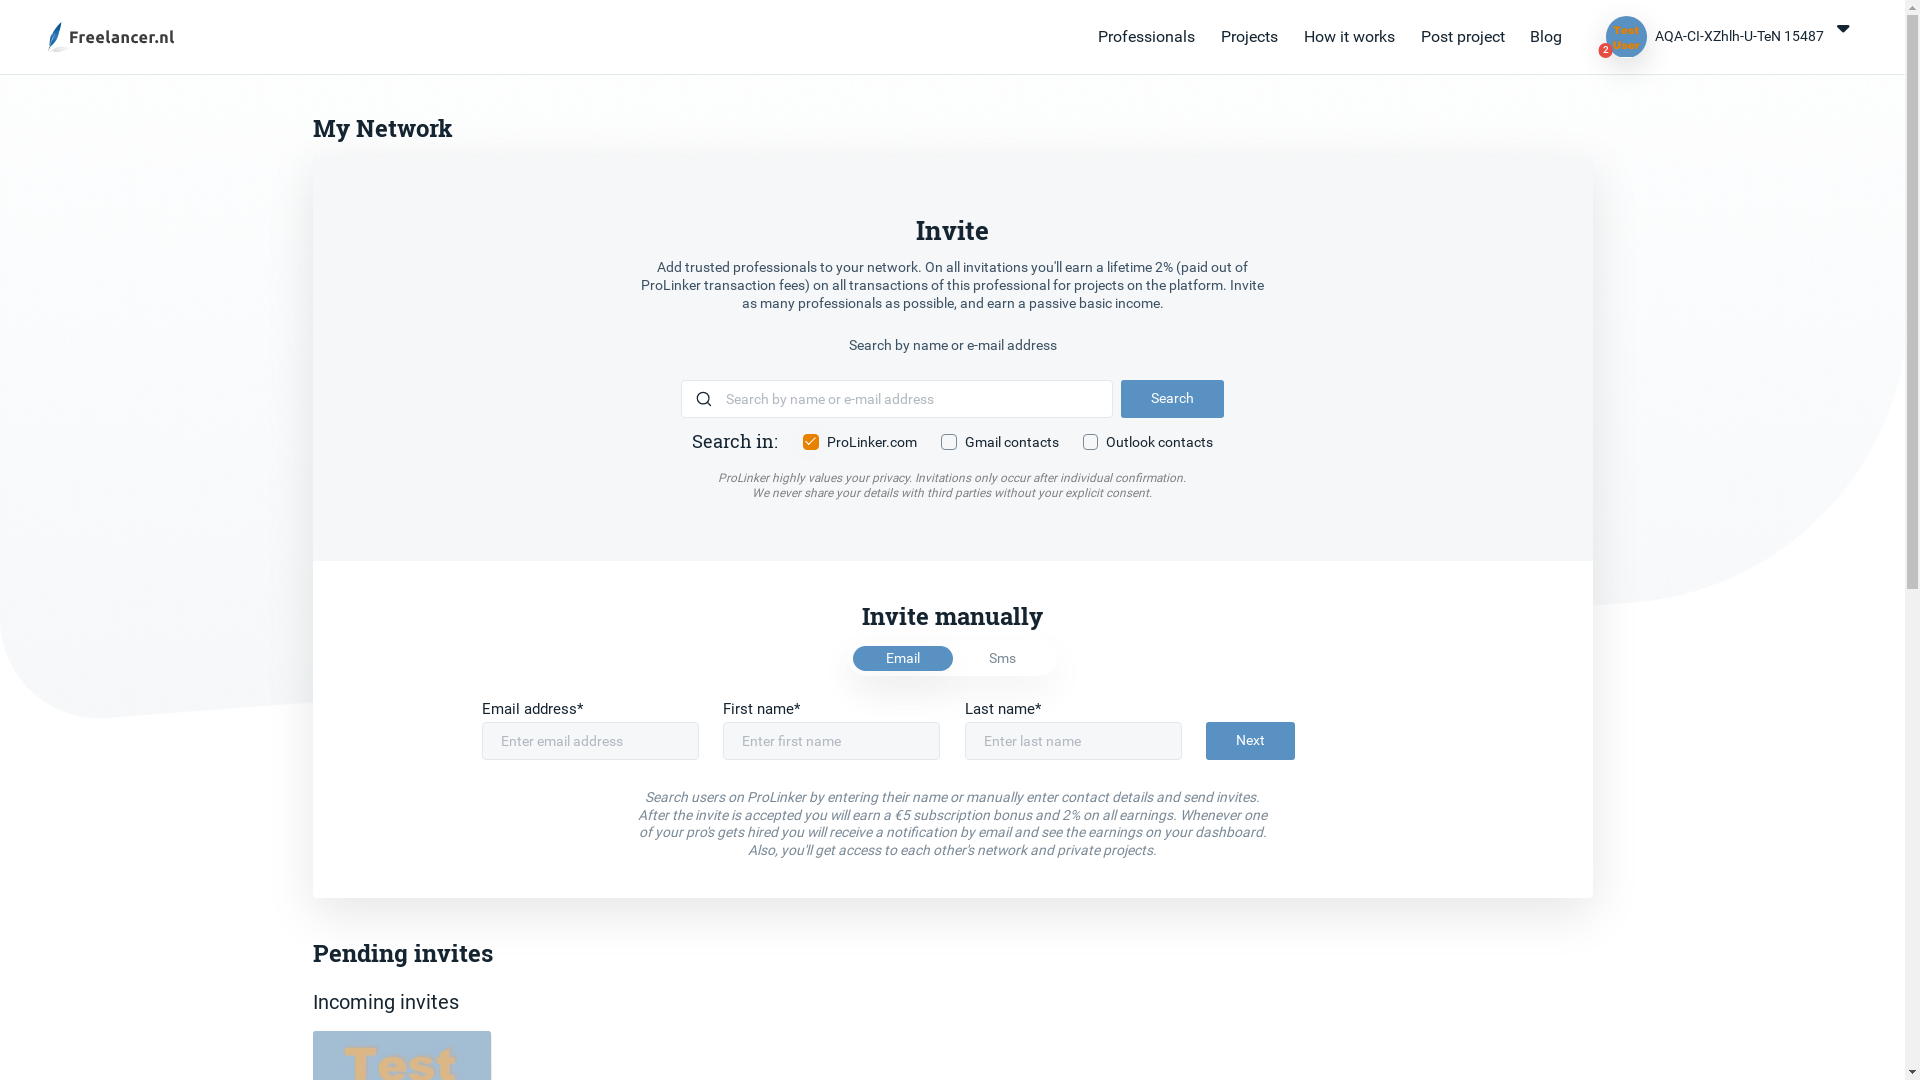 Freelancer.nl
Professionals Projects How it works Post project Blog
Test
User
2
AQA-CI-XZhlh-U-TeN 15487
My Network
Invite
Add trusted professionals to your network. On all invitations you'll earn a lifetime 2% (paid out of
ProLinker transaction fees) on all transactions of this professional for projects on the platform. Invite
as many professionals as possible, and earn a passive basic income.
Search by name or e-mail address
Search by name or e-mail address Search
Search in: ProLinker.com Gmail contacts Outlook contacts
ProLinker highly values your privacy. Invitations only occur after individual confirmation.
We never share your details with third parties without your explicit consent.
Invite manually
Email Sms
Email address* First name* Last name*
Enter email address Enter first name Enter last name Next
Search users on ProLinker by entering their name or manually enter contact details and send invites.
After the invite is accepted you will earn a €5 subscription bonus and 2% on all earnings. Whenever one
of your pro's gets hired you will receive a notification by email and see the earnings on your dashboard.
Also, you'll get access to each other's network and private projects.
Pending invites
Incoming invites
Test